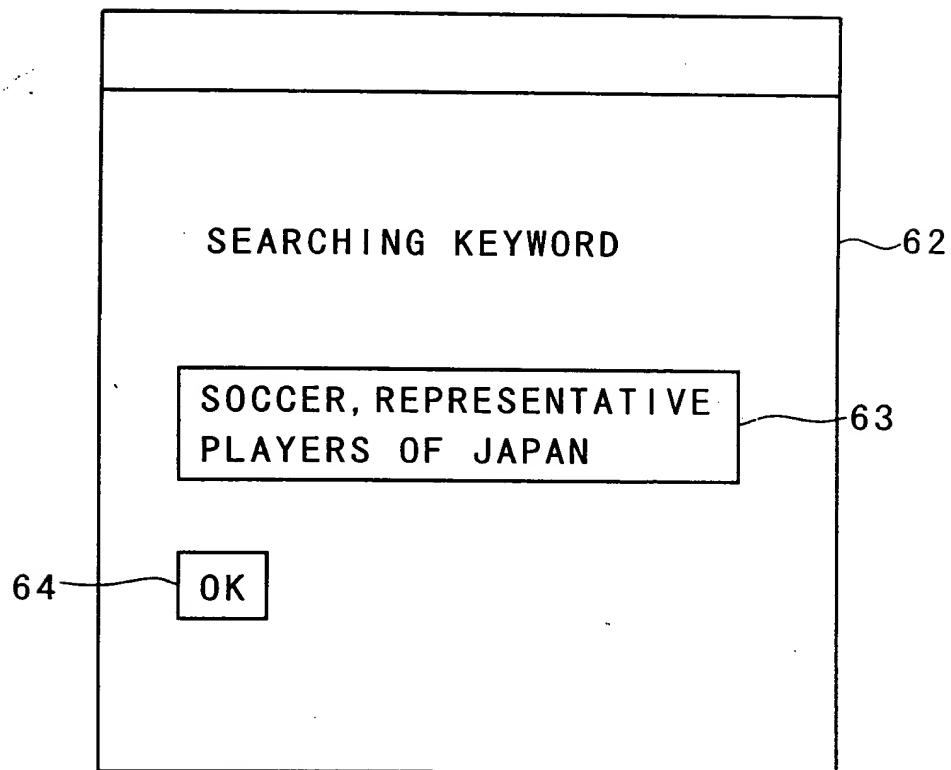 SEARCHING KEYWORD
62
SOCCER, REPRESENTATIVE
PLAYERS OF JAPAN
63
64
OK